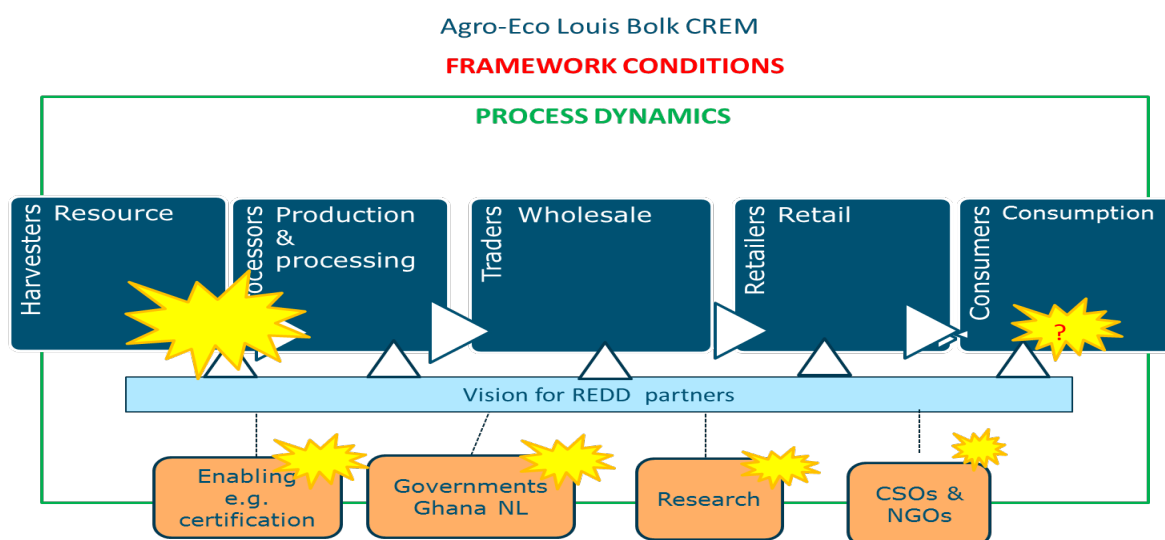 Agro-Eco Louis Bolk CREM
FRAMEWORK CONDITIONS
PROCESS DYNAMICS
Harvesters
Resource
ocessors
Production
&
processing
Traders
Wholesale
Retailers
Retail
Consumers
Consumption
?
Vision for REDD partners
Enabling
e.g.
certification
Governments
Ghana NL
Research
CSOs &
NGOs